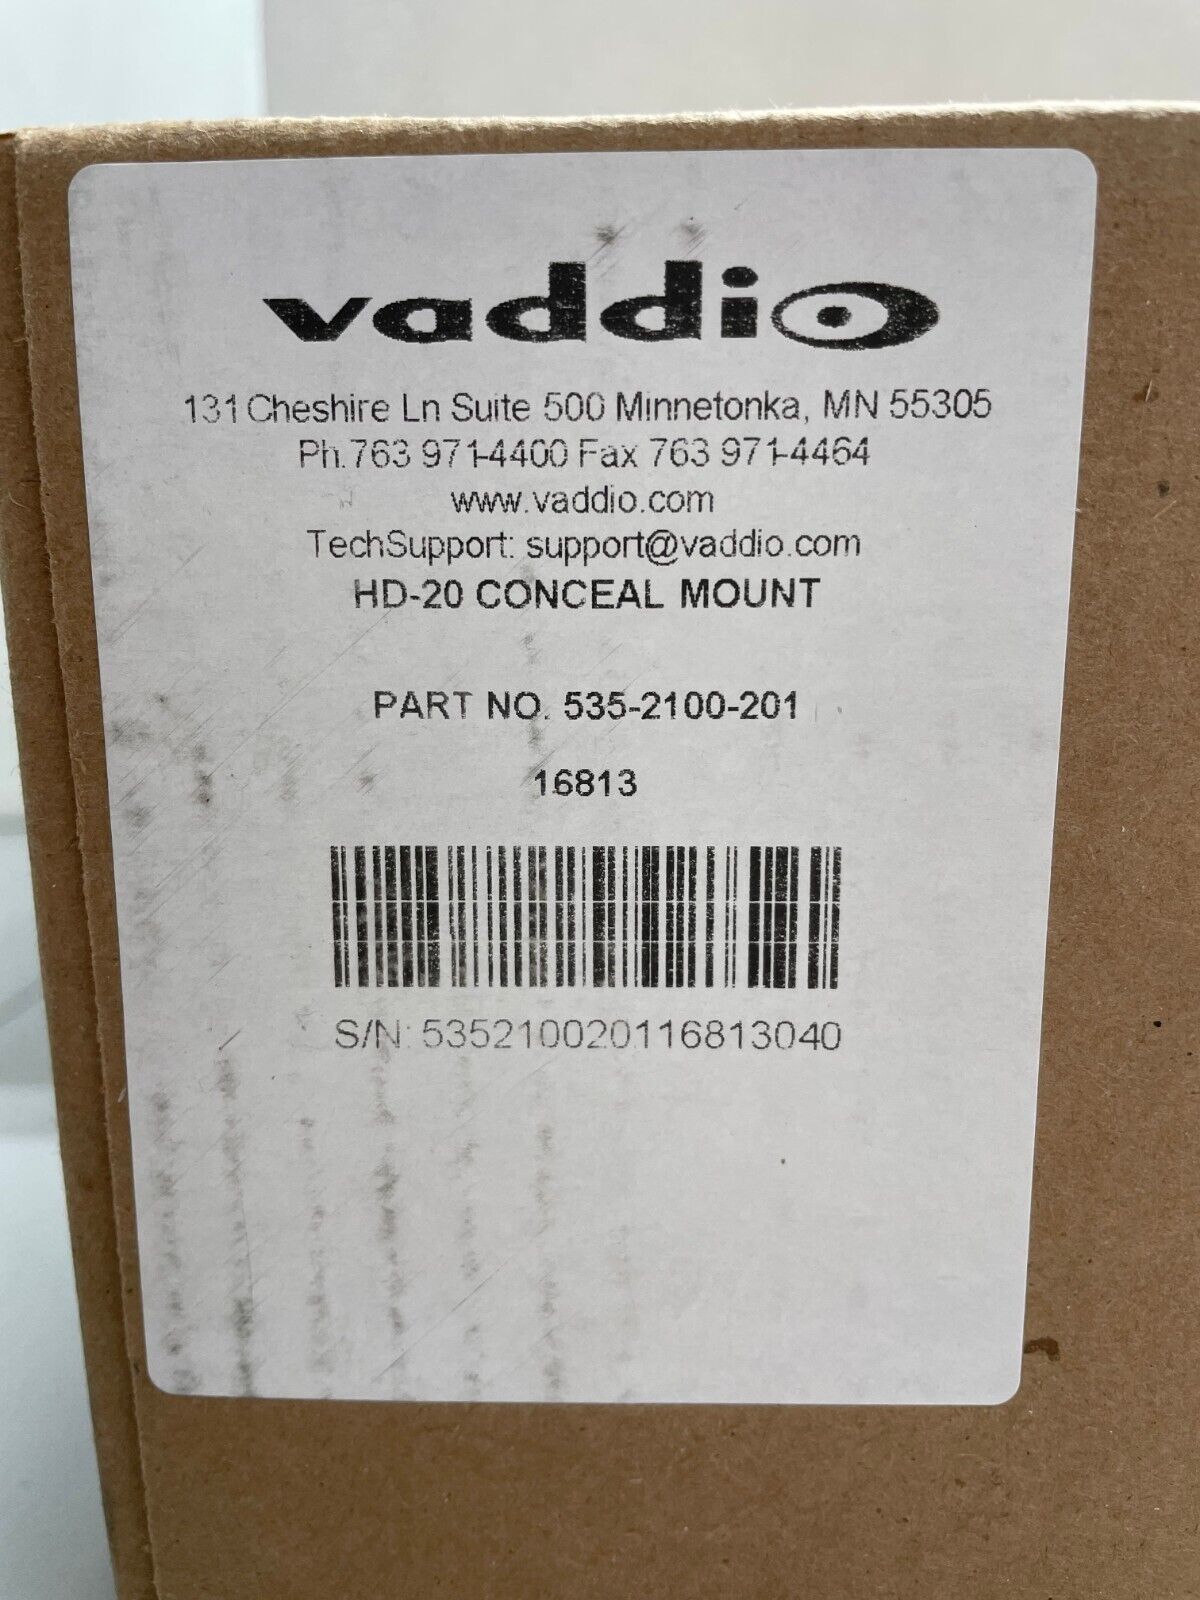 vaddio
131 Cheshire Ln Suite 500 Minnetonka, MN 55305
Ph. 763 971-4400 Fax 763 971-4464
www.vaddio.com
TechSupport: support@vaddio.com
HD-20 CONCEAL MOUNT
PART NO. 535-2100-201
16813
S/N: 535210020116813040